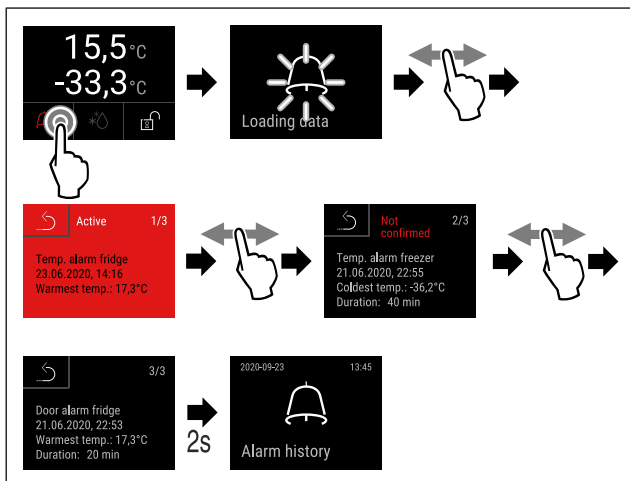 15,5°C
-33,3°C
Loading data
Active 1/3
Temp. alarm fridge
23.06.2020, 14:16
Warmest temp.: 17,3°C
Not confirmed 2/3
Temp. alarm freezer
21.06.2020, 22:55
Coldest temp.: -36,2°C
Duration: 40 min
3/3
Door alarm fridge
21.06.2020, 22:53
Warmest temp.: 17,3°C
Duration: 20 min
2s
2020-09-23 13:45
Alarm history